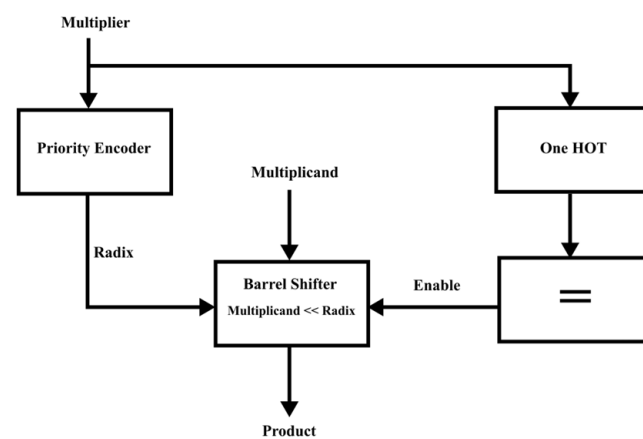 Multiplier
Priority Encoder
One HOT
Multiplicand
Radix
Barrel Shifter
Multiplicand << Radix
Enable
=
Product